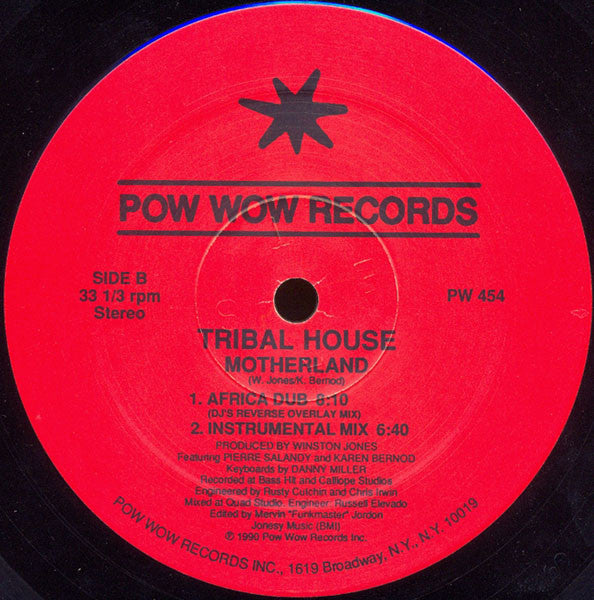 POW WOW RECORDS
SIDE B
33 1/3 rpm
Stereo
PW 454
TRIBAL HOUSE
MOTHERLAND
(W. Jones/K. Bernod)
1. AFRICA DUB 8:10
(DJ'S REVERSE OVERLAY MIX)
2. INSTRUMENTAL MIX 6:40
PRODUCED BY WINSTON JONES
Featuring PIERRE SALANDY and KAREN BERNOD
Keyboards by DANNY MILLER
Recorded at Bass Hit and Calliope Studios
Engineered by Rusty Cutchin and Chris Irwin
Mixed at Quad Studio. Engineer: Russell Elevado
Edited by Mervin "Funkmaster" Jordon
Jonesy Music (BMI)
℗ 1990 Pow Wow Records Inc.
POW WOW RECORDS INC., 1619 Broadway, N.Y., N.Y. 10019